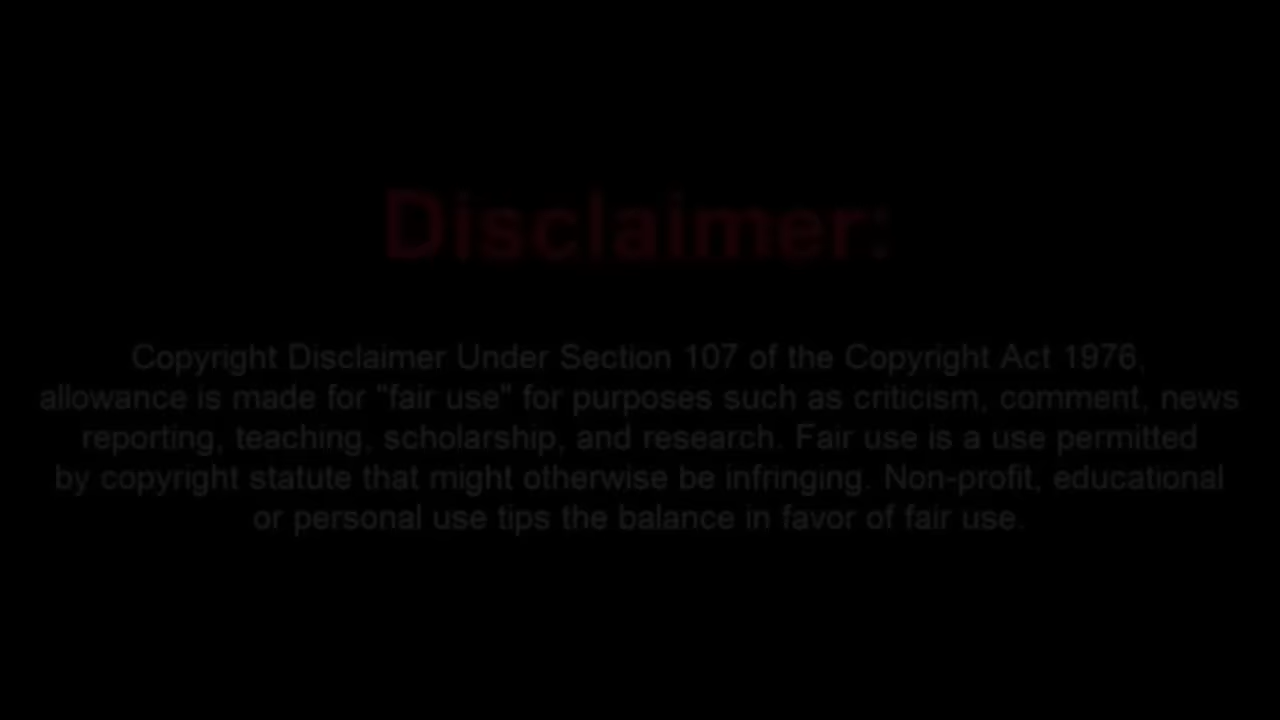 Disclaimer:
Copyright Disclaimer Under Section 107 of the Copyright Act 1976,
allowance is made for "fair use" for purposes such as criticism, comment, news
reporting, teaching, scholarship, and research. Fair use is a use permitted
by copyright statute that might otherwise be infringing. Non-profit, educational
or personal use tips the balance in favor of fair use.